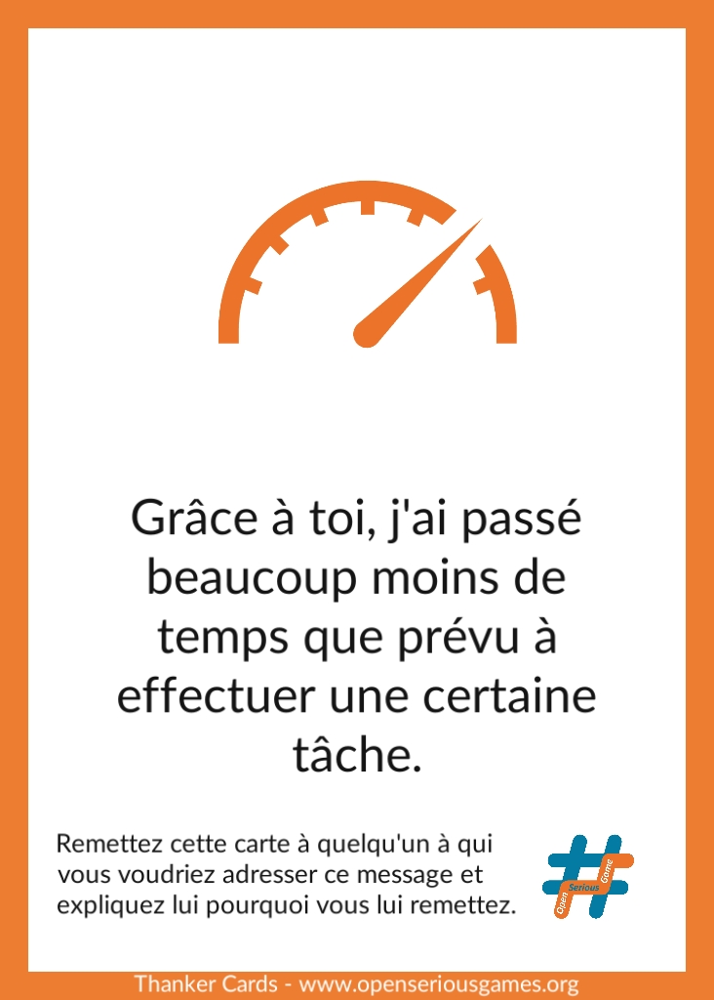 Grâce à toi, j'ai passé
beaucoup moins de
temps que prévu à
effectuer une certaine
tâche.
Remettez cette carte à quelqu'un à qui
vous voudriez adresser ce message et
expliquez lui pourquoi vous lui remettez.
Open Serious Game
Thanker Cards - www.openseriousgames.org